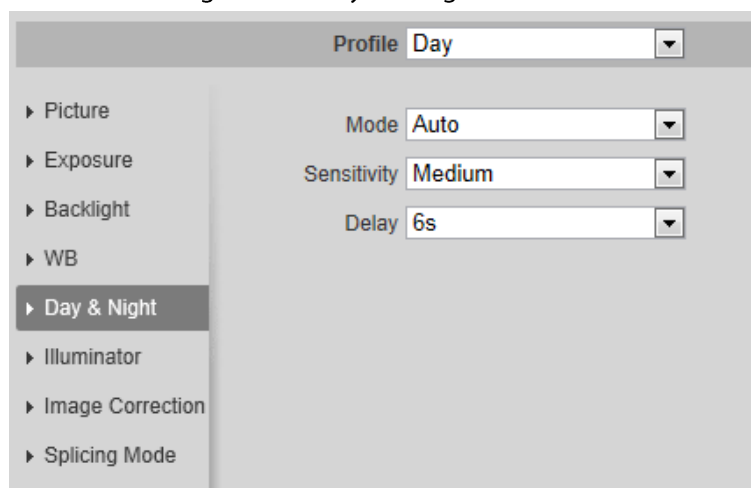 Profile Day
Picture
Mode Auto
Exposure
Sensitivity Medium
Backlight
Delay 6s
WB
Day & Night
Illuminator
Image Correction
Splicing Mode